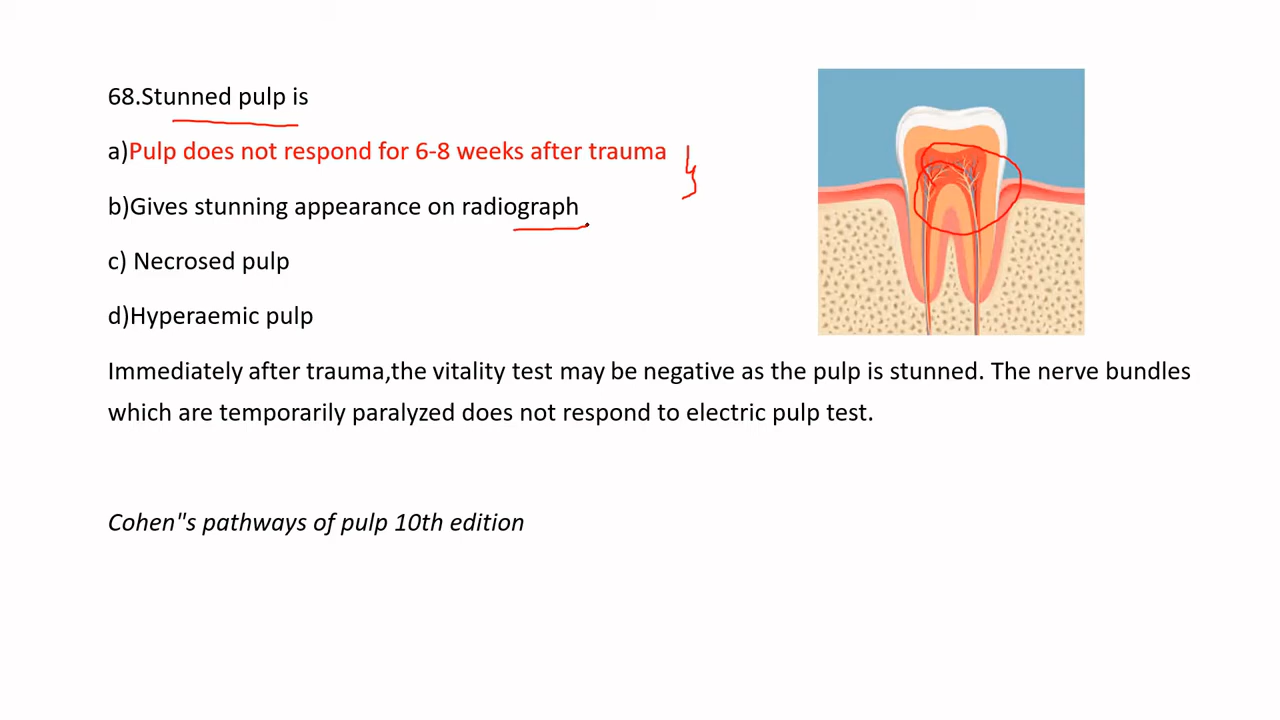 68.Stunned pulp is
a)Pulp does not respond for 6-8 weeks after trauma
b)Gives stunning appearance on radiograph
c) Necrosed pulp
d)Hyperaemic pulp
Immediately after trauma,the vitality test may be negative as the pulp is stunned. The nerve bundles
which are temporarily paralyzed does not respond to electric pulp test.
Cohen"s pathways of pulp 10th edition